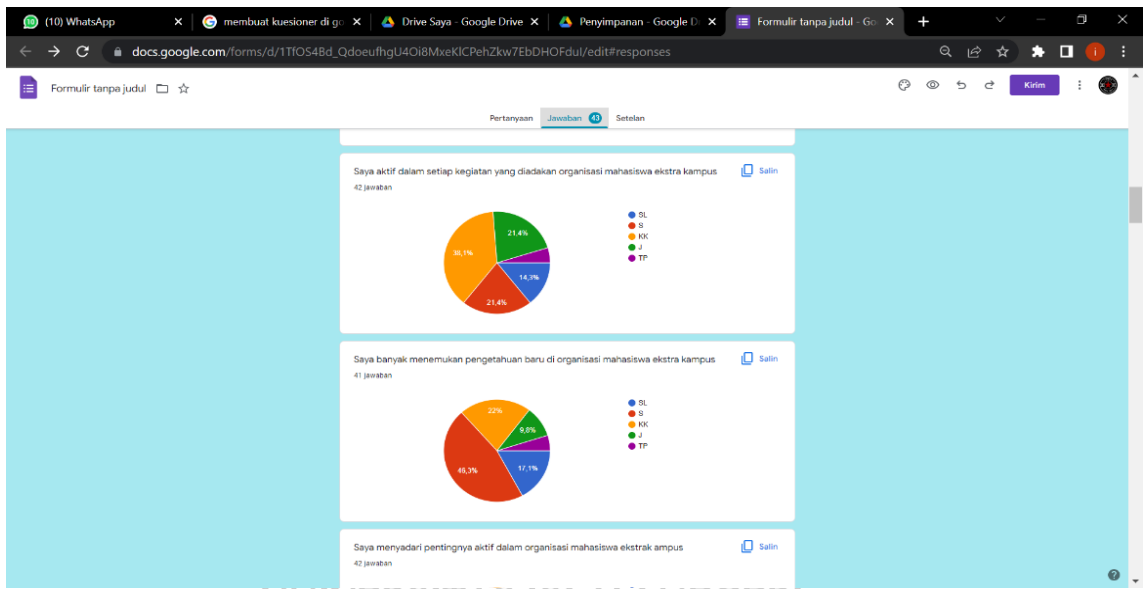 (10) WhatsApp
membuat kuesioner di go
Drive Saya - Google Drive
Penyimpanan - Google D
Formulir tanpa judul - Go
docs.google.com/forms/d/1TfOS4Bd_QdoeufhgU4Oi8MxeKlCPehZkw7EbDHOFduI/edit#responses
Formulir tanpa judul
Kirim
Pertanyaan
Jawaban 43
Setelan
Saya aktif dalam setiap kegiatan yang diadakan organisasi mahasiswa ekstra kampus
Salin
42 jawaban
21,4%
38,1%
14,3%
21,4%
SL
S
KK
J
TP
Saya banyak menemukan pengetahuan baru di organisasi mahasiswa ekstra kampus
Salin
41 jawaban
22%
9,8%
46,3%
17,1%
SL
S
KK
J
TP
Saya menyadari pentingnya aktif dalam organisasi mahasiswa ekstrak ampus
Salin
42 jawaban